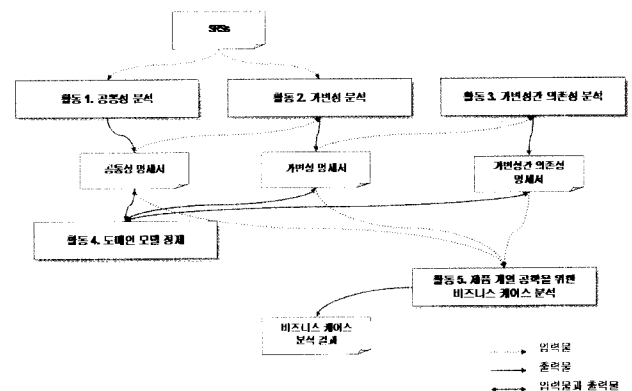 SRSs
활동 1. 공통성 분석
활동 2. 가변성 분석
활동 3. 가변성간 의존성 분석
공통성 명세서
가변성 명세서
가변성간 의존성
명세서
활동 4. 도메인 모델 정제
활동 5. 제품 계열 공학을 위한
비즈니스 케이스 분석
비즈니스 케이스
분석 결과
입력물
출력물
입력물과 출력물